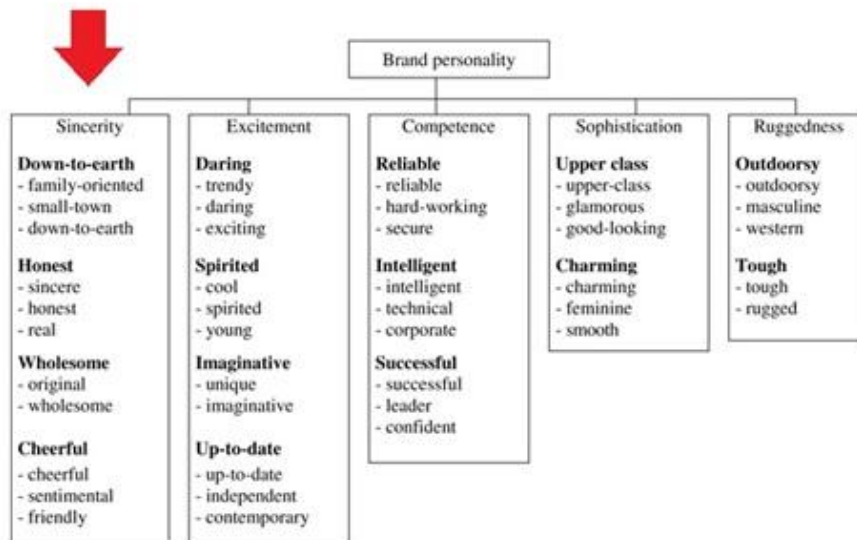 Brand personality
Sincerity
Down-to-earth
- family-oriented
- small-town
- down-to-earth
Honest
- sincere
- honest
- real
Wholesome
- original
- wholesome
Cheerful
- cheerful
- sentimental
- friendly
Excitement
Daring
- trendy
- daring
- exciting
Spirited
- cool
- spirited
- young
Imaginative
- unique
- imaginative
Up-to-date
- up-to-date
- independent
- contemporary
Competence
Reliable
- reliable
- hard-working
- secure
Intelligent
- intelligent
- technical
- corporate
Successful
- successful
- leader
- confident
Sophistication
Upper class
- upper-class
- glamorous
- good-looking
Charming
- charming
- feminine
- smooth
Ruggedness
Outdoorsy
- outdoorsy
- masculine
- western
Tough
- tough
- rugged